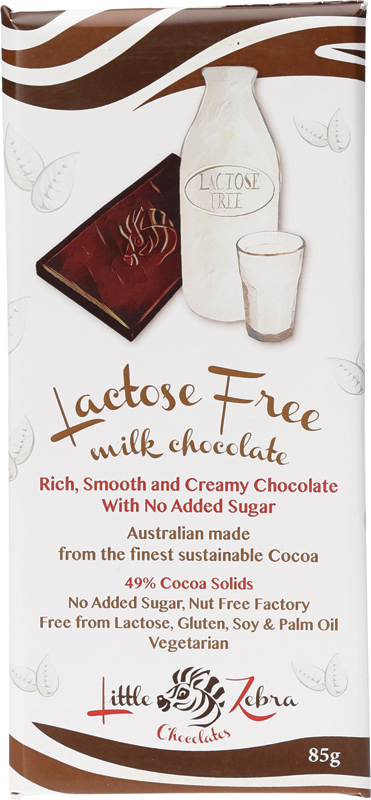 LACTOSE
FREE
Lactose Free
milk chocolate
Rich, Smooth and Creamy Chocolate
With No Added Sugar
Australian made
from the finest sustainable Cocoa
49% Cocoa Solids
No Added Sugar, Nut Free Factory
Free from Lactose, Gluten, Soy & Palm Oil
Vegetarian
Little Zebra
Chocolates
85g